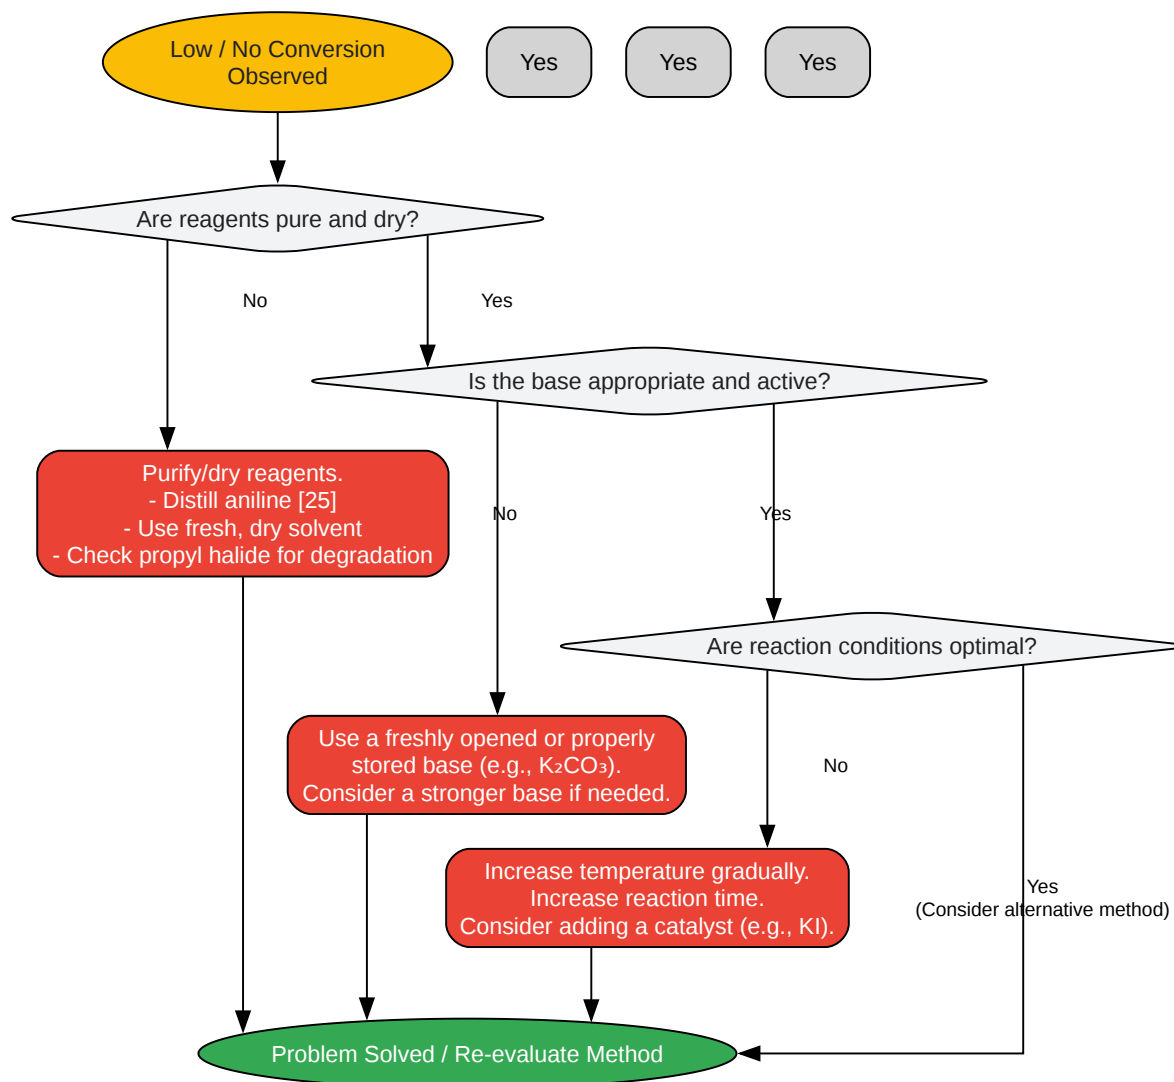 Low / No Conversion
Observed
Yes
Yes
Yes
Are reagents pure and dry?
No
Yes
Is the base appropriate and active?
Purify/dry reagents.
- Distill aniline [25]
- Use fresh, dry solvent
- Check propyl halide for degradation
No
Yes
Are reaction conditions optimal?
Use a freshly opened or properly
stored base (e.g., K₂CO₃).
Consider a stronger base if needed.
No
Increase temperature gradually.
Increase reaction time.
Consider adding a catalyst (e.g., KI).
Yes
(Consider alternative method)
Problem Solved / Re-evaluate Method